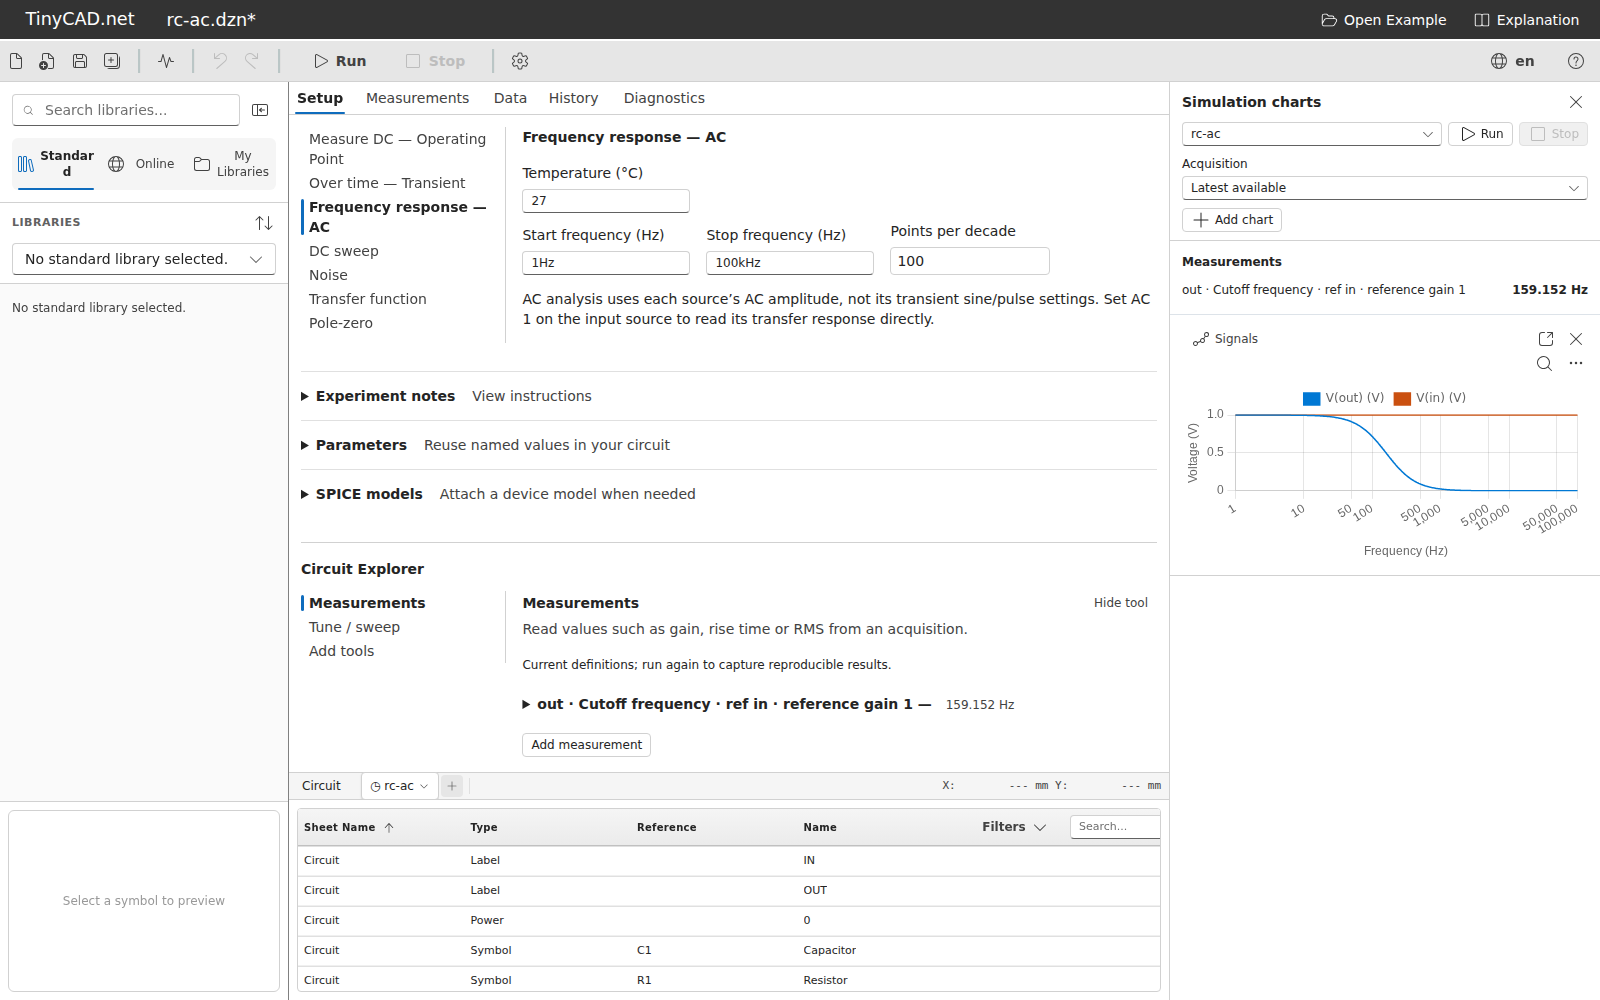 TinyCAD.net
rc-ac.dzn*
Open Example
Explanation
Run
Stop
en
Search libraries...
Standar
d
Online
My
Libraries
LIBRARIES
No standard library selected.
No standard library selected.
Select a symbol to preview
Setup
Measurements
Data
History
Diagnostics
Measure DC — Operating
Point
Over time — Transient
Frequency response —
AC
DC sweep
Noise
Transfer function
Pole-zero
Frequency response — AC
Temperature (°C)
27
Start frequency (Hz)
Stop frequency (Hz)
Points per decade
1Hz
100kHz
100
AC analysis uses each source’s AC amplitude, not its transient sine/pulse settings. Set AC
1 on the input source to read its transfer response directly.
Experiment notes View instructions
Parameters Reuse named values in your circuit
SPICE models Attach a device model when needed
Circuit Explorer
Measurements
Tune / sweep
Add tools
Measurements
Hide tool
Read values such as gain, rise time or RMS from an acquisition.
Current definitions; run again to capture reproducible results.
out · Cutoff frequency · ref in · reference gain 1 — 159.152 Hz
Add measurement
Circuit
rc-ac
X: --- mm Y: --- mm
Sheet Name Type Reference Name Filters Search...
Circuit Label IN
Circuit Label OUT
Circuit Power 0
Circuit Symbol C1 Capacitor
Circuit Symbol R1 Resistor
Simulation charts
rc-ac
Run
Stop
Acquisition
Latest available
Add chart
Measurements
out · Cutoff frequency · ref in · reference gain 1 159.152 Hz
Signals
V(out) (V) V(in) (V)
Voltage (V)
1.0
0.5
0
1 10 50 100 500 1,000 5,000 10,000 50,000 100,000
Frequency (Hz)